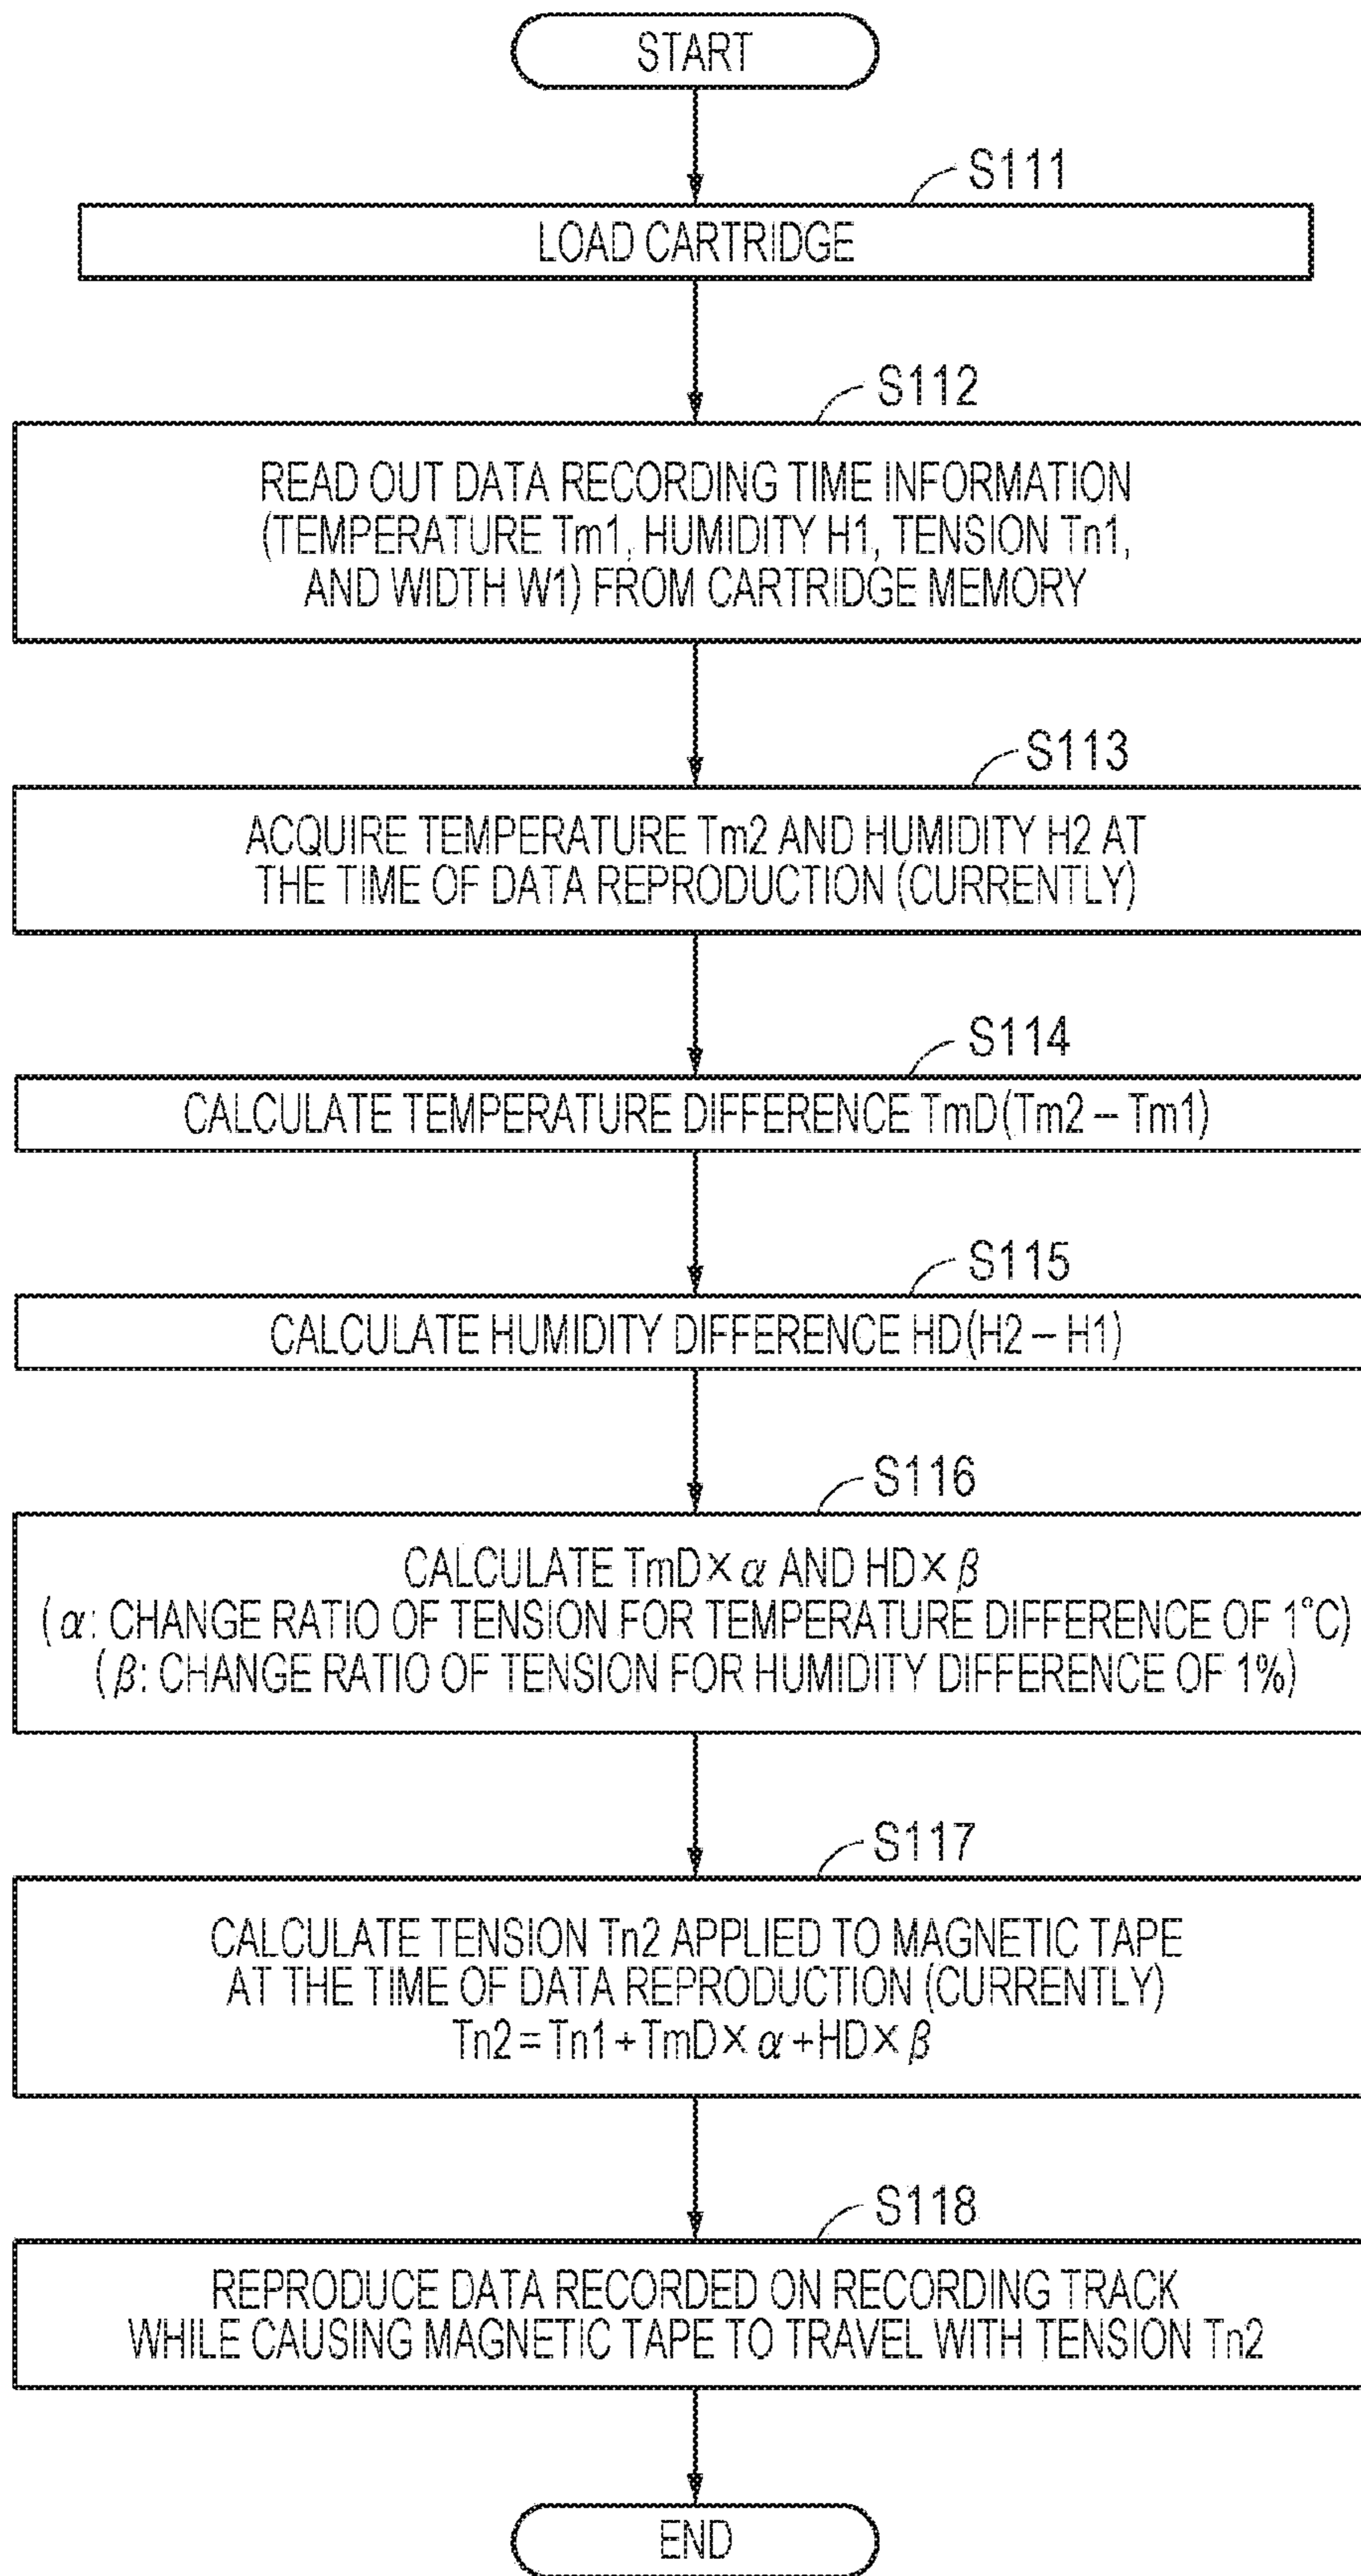 START
S111
LOAD CARTRIDGE
S112
READ OUT DATA RECORDING TIME INFORMATION
(TEMPERATURE Tm1, HUMIDITY H1, TENSION Tn1,
AND WIDTH W1) FROM CARTRIDGE MEMORY
S113
ACQUIRE TEMPERATURE Tm2 AND HUMIDITY H2 AT
THE TIME OF DATA REPRODUCTION (CURRENTLY)
S114
CALCULATE TEMPERATURE DIFFERENCE TmD(Tm2 – Tm1)
S115
CALCULATE HUMIDITY DIFFERENCE HD(H2 – H1)
S116
CALCULATE TmD× α AND HD× β
( α: CHANGE RATIO OF TENSION FOR TEMPERATURE DIFFERENCE OF 1°C)
( β: CHANGE RATIO OF TENSION FOR HUMIDITY DIFFERENCE OF 1%)
S117
CALCULATE TENSION Tn2 APPLIED TO MAGNETIC TAPE
AT THE TIME OF DATA REPRODUCTION (CURRENTLY)
Tn2 = Tn1 + TmD× α + HD× β
S118
REPRODUCE DATA RECORDED ON RECORDING TRACK
WHILE CAUSING MAGNETIC TAPE TO TRAVEL WITH TENSION Tn2
END